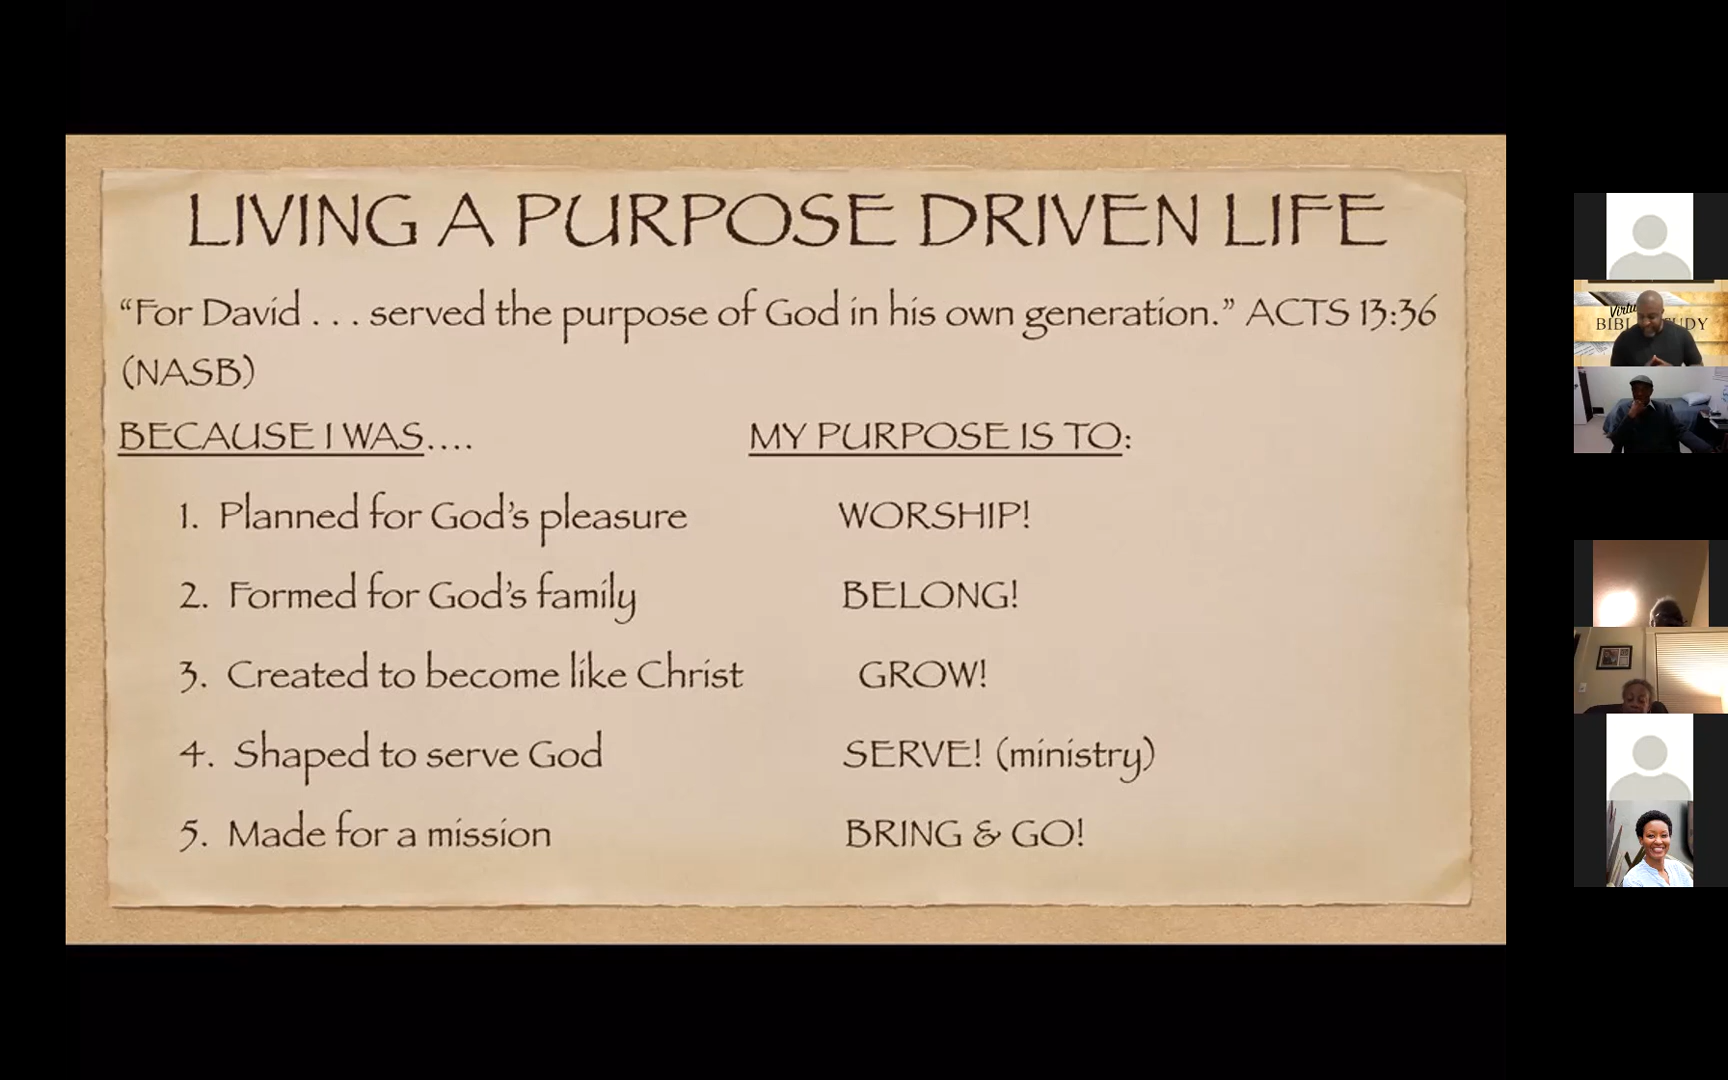 LIVING A PURPOSE DRIVEN LIFE
“For David . . . served the purpose of God in his own generation.” ACTS 13:36
(NASB)
BECAUSE I WAS.... MY PURPOSE IS TO:
1. Planned for God’s pleasure WORSHIP!
2. Formed for God’s family BELONG!
3. Created to become like Christ GROW!
4. Shaped to serve God SERVE! (ministry)
5. Made for a mission BRING & GO!